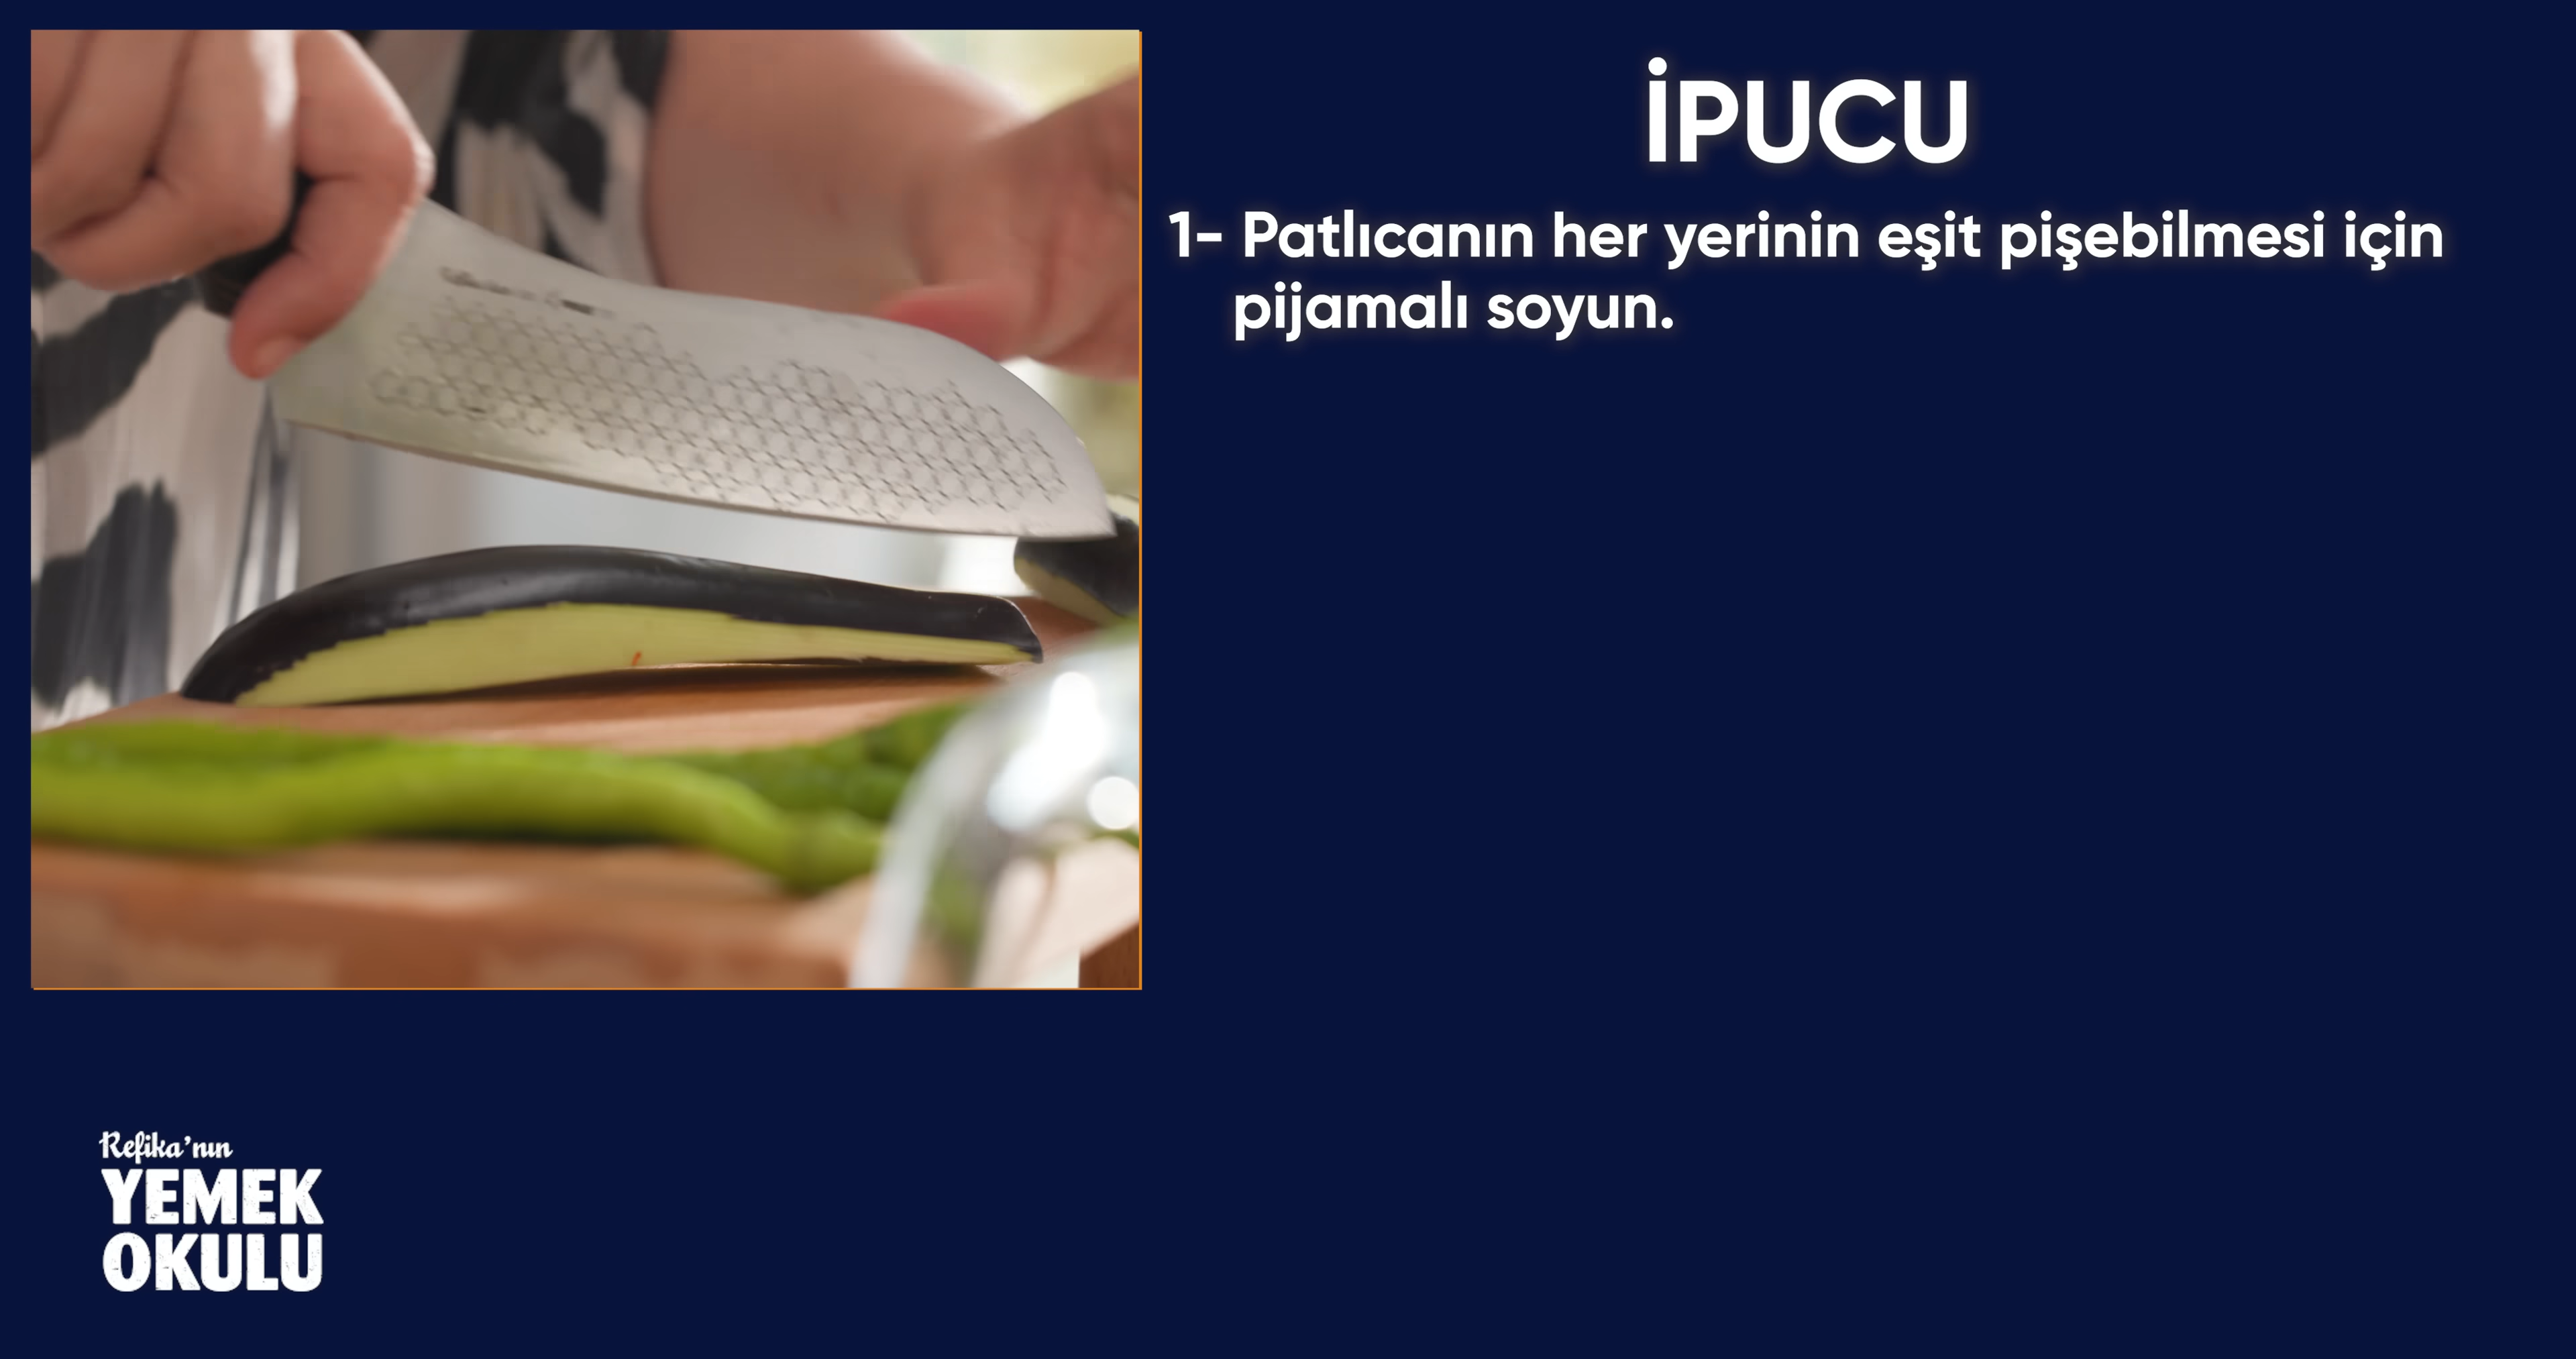 İPUCU
1- Patlıcanın her yerinin eşit pişebilmesi için
pijamalı soyun.
Refika'nın
YEMEK
OKULU